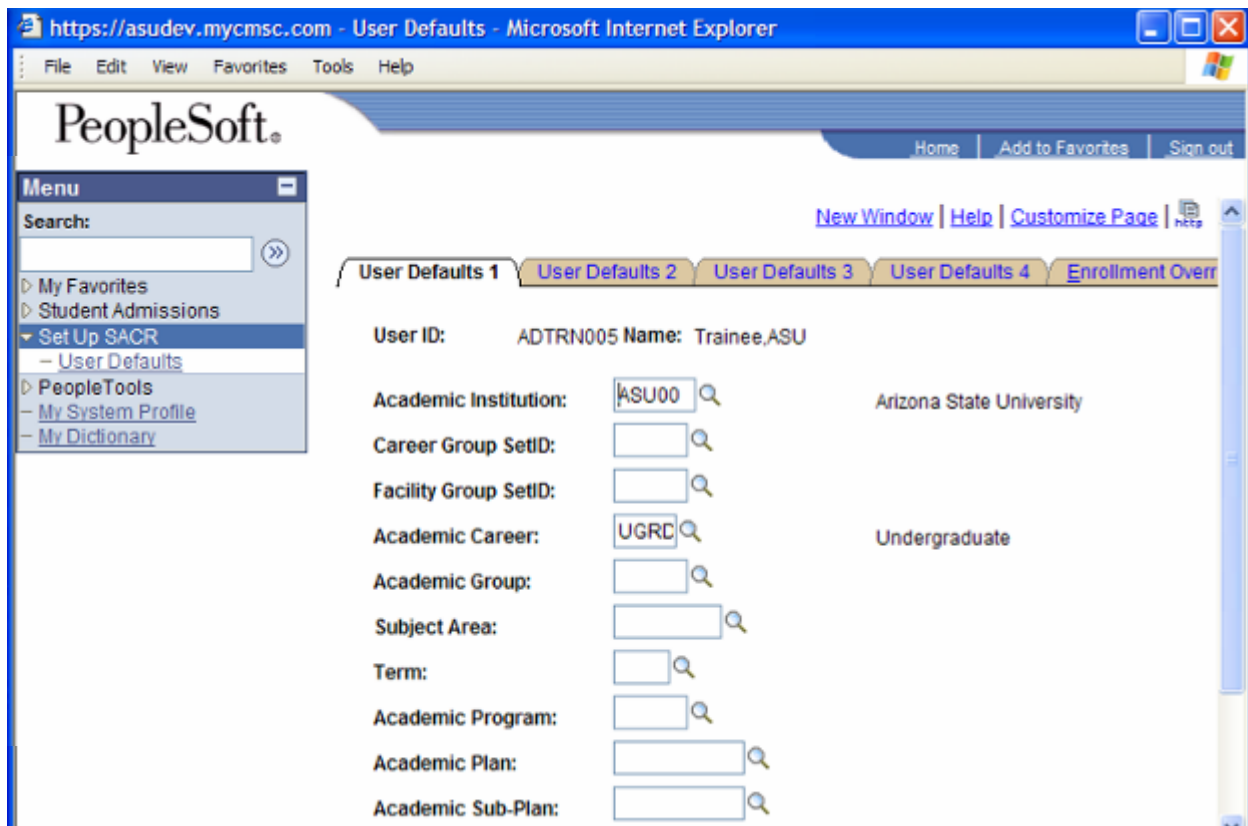 https://asudev.mycmsc.com - User Defaults - Microsoft Internet Explorer
File Edit View Favorites Tools Help
PeopleSoft.
Home | Add to Favorites | Sign out
Menu
Search:
My Favorites
Student Admissions
Set Up SACR
– User Defaults
PeopleTools
– My System Profile
– My Dictionary
New Window | Help | Customize Page | http
User Defaults 1 User Defaults 2 User Defaults 3 User Defaults 4 Enrollment Overr
User ID: ADTRN005 Name: Trainee,ASU
Academic Institution: ASU00 Arizona State University
Career Group SetID:
Facility Group SetID:
Academic Career: UGRD Undergraduate
Academic Group:
Subject Area:
Term:
Academic Program:
Academic Plan:
Academic Sub-Plan: